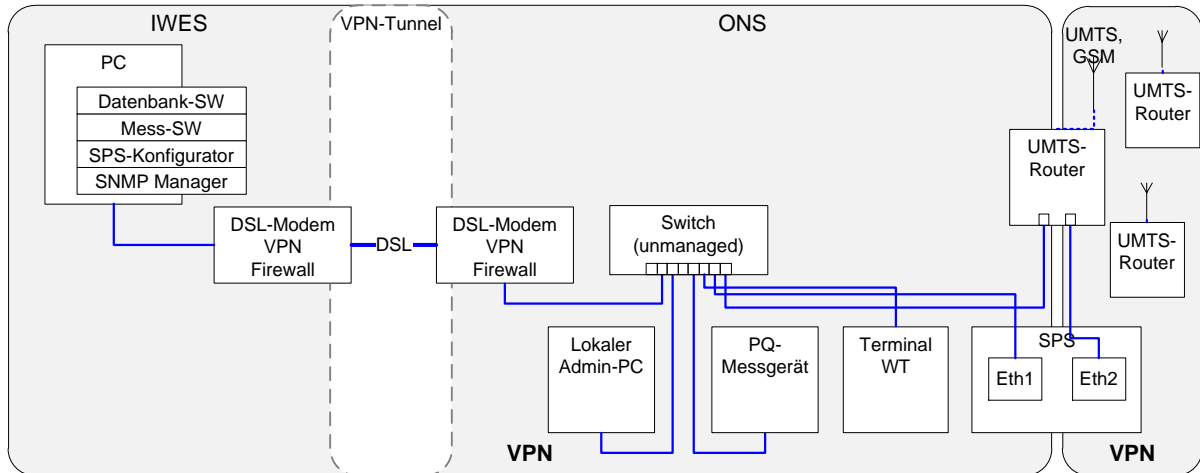 IWES
VPN-Tunnel
ONS
PC
Datenbank-SW
Mess-SW
SPS-Konfigurator
SNMP Manager
DSL-Modem
VPN
Firewall
DSL
DSL-Modem
VPN
Firewall
Switch
(unmanaged)
UMTS,
GSM
UMTS-
Router
UMTS-
Router
UMTS-
Router
Lokaler
Admin-PC
PQ-
Messgerät
Terminal
WT
SPS
Eth1
Eth2
VPN
VPN